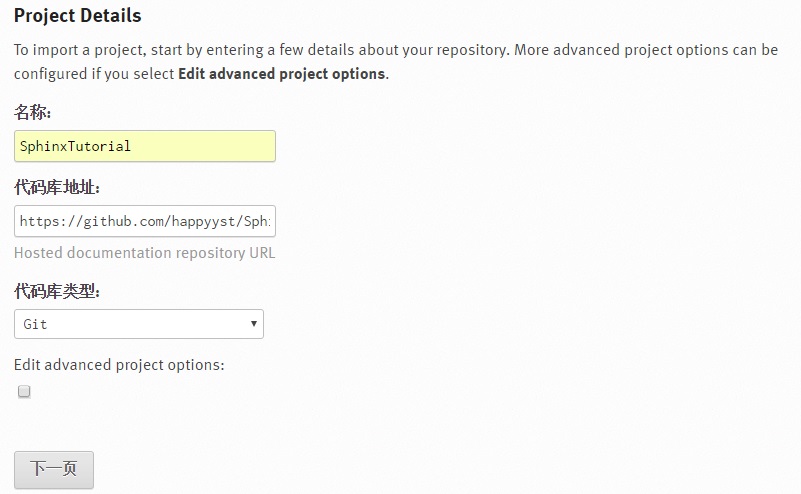 Project Details
To import a project, start by entering a few details about your repository. More advanced project options can be
configured if you select Edit advanced project options.
名称:
SphinxTutorial
代码库地址:
https://github.com/happyyst/Sph
Hosted documentation repository URL
代码库类型:
Git
Edit advanced project options:
下一页